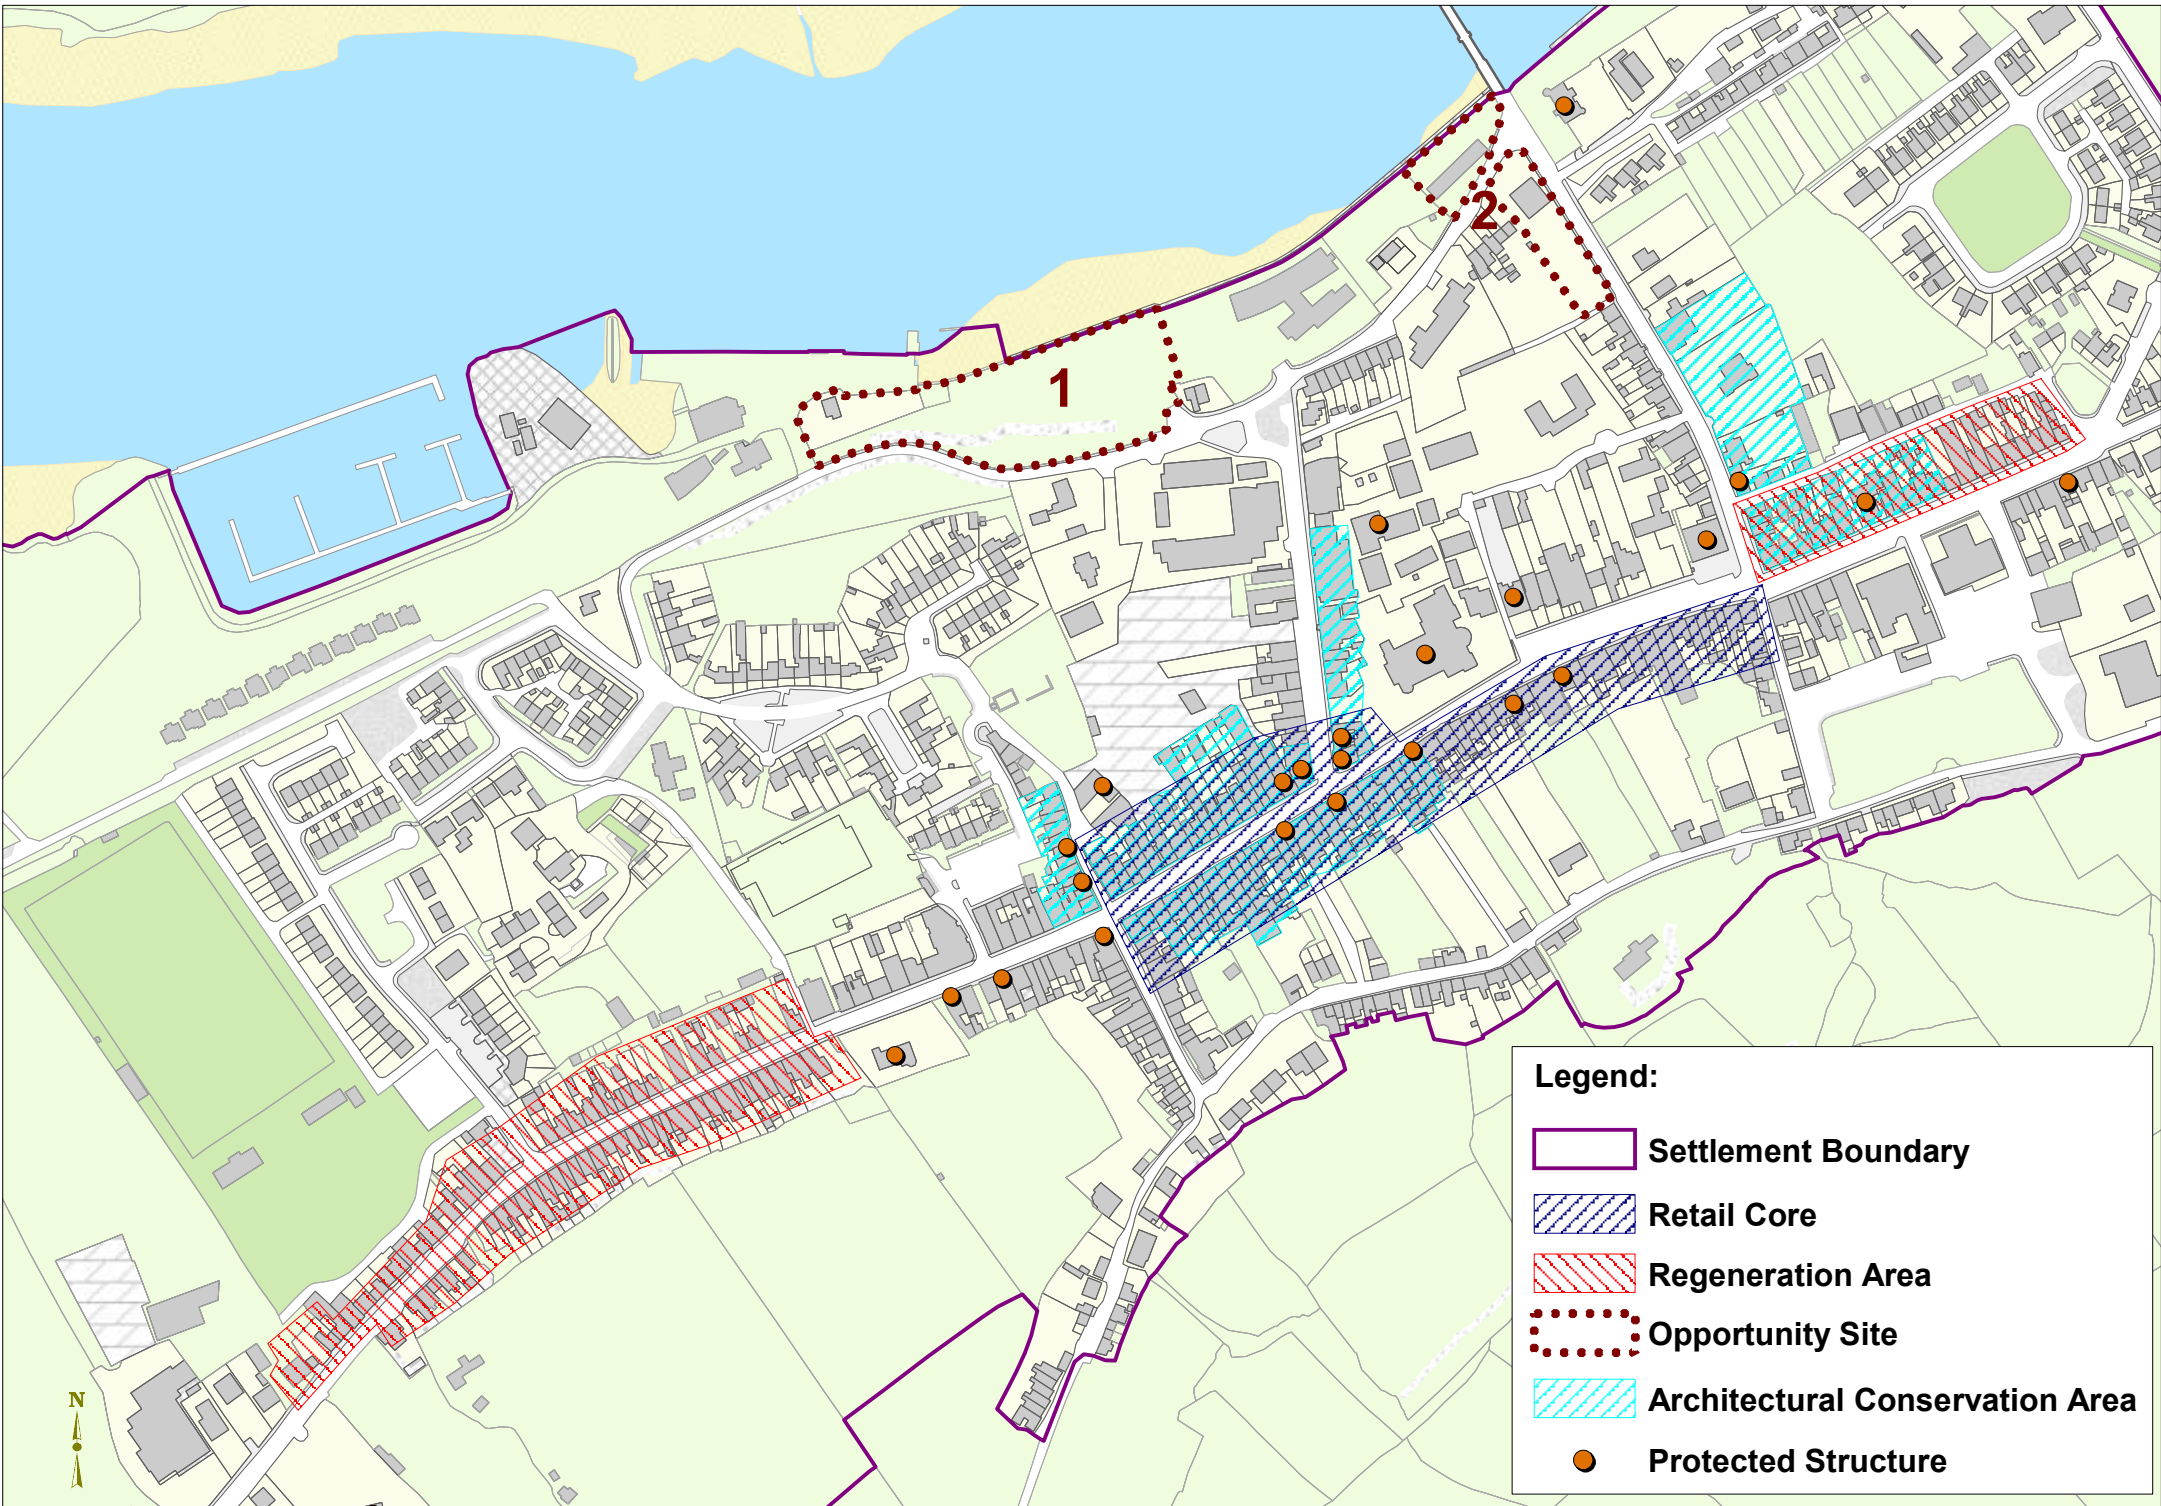 2
1
Legend:
Settlement Boundary
Retail Core
Regeneration Area
Opportunity Site
Architectural Conservation Area
Protected Structure
N